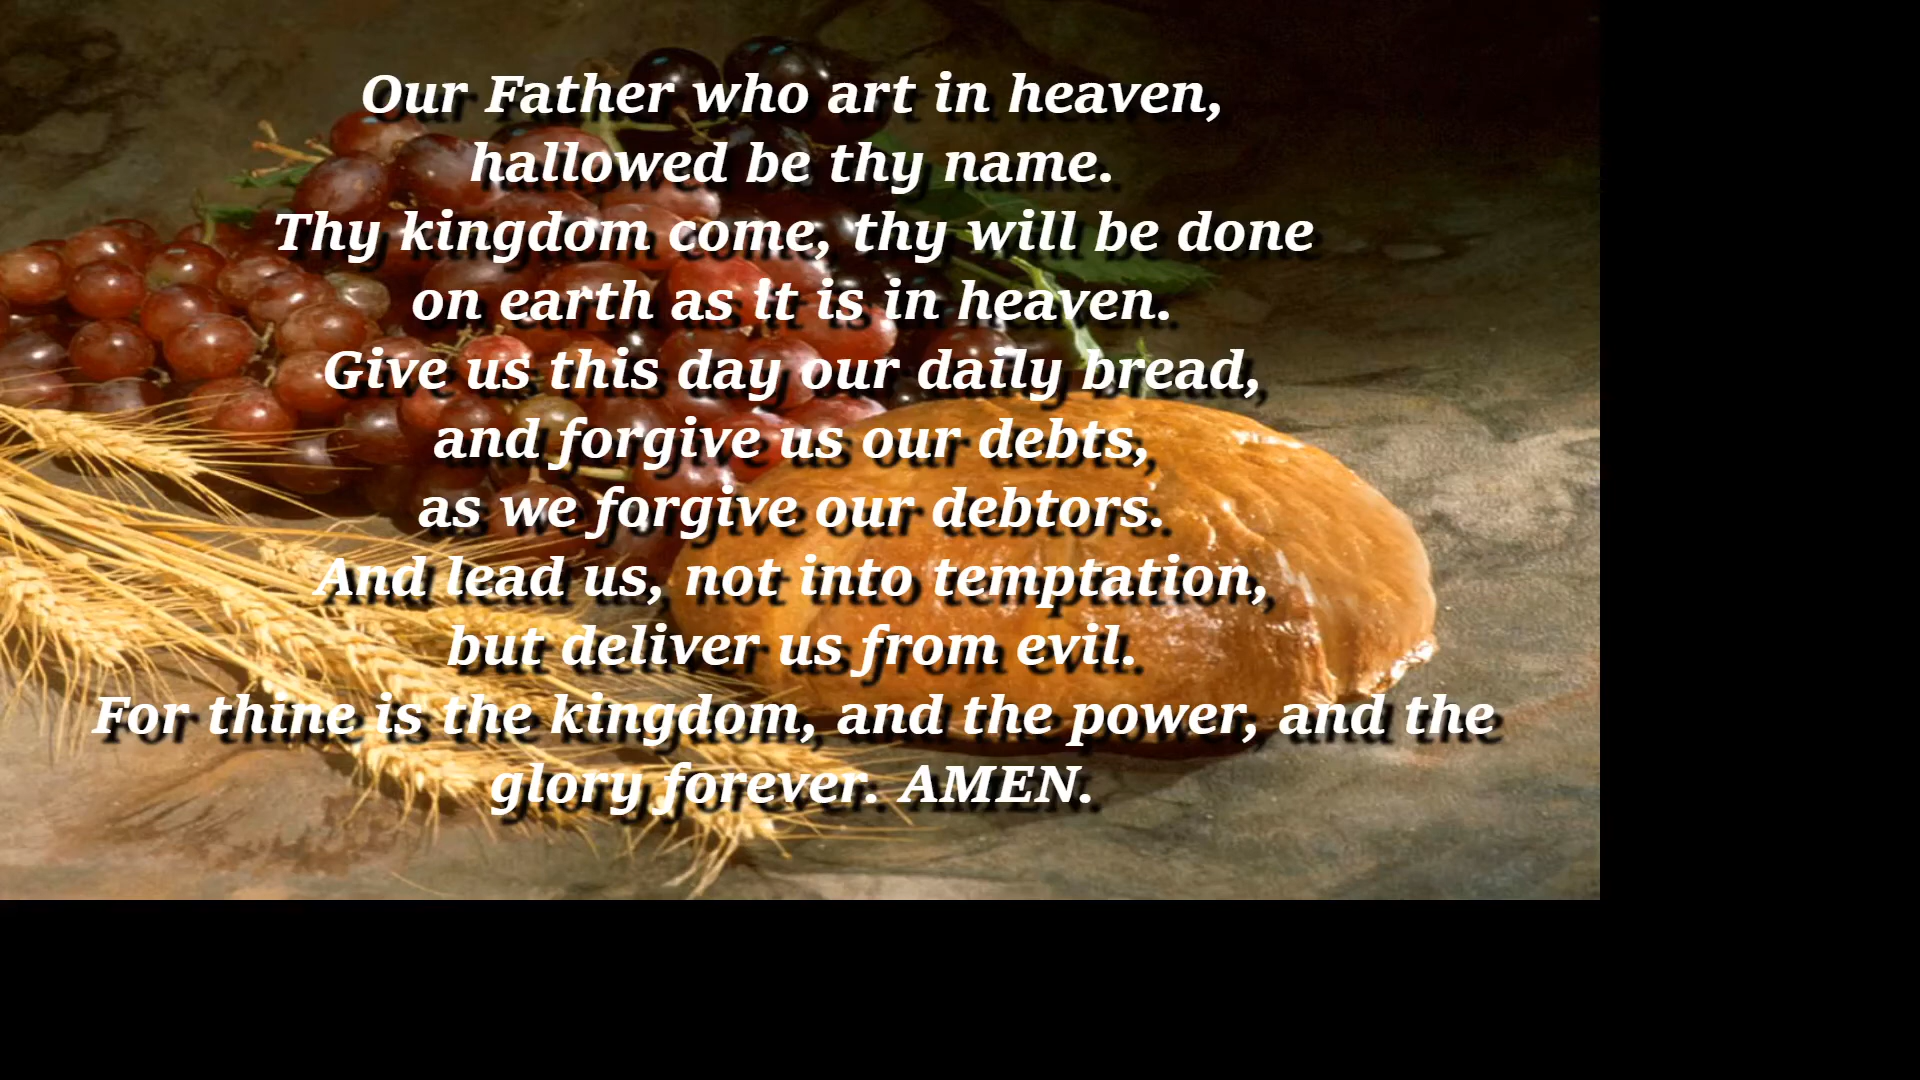 Our Father who art in heaven,
hallowed be thy name.
Thy kingdom come, thy will be done
on earth as it is in heaven.
Give us this day our daily bread,
and forgive us our debts,
as we forgive our debtors.
And lead us, not into temptation,
but deliver us from evil.
For thine is the kingdom, and the power, and the
glory forever. AMEN.